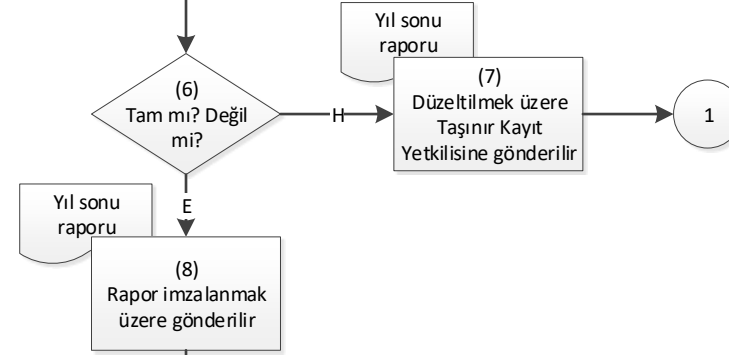 Yıl sonu
raporu
(6)
Tam mı? Değil
mi?
H
(7)
Düzeltilmek üzere
Taşınır Kayıt
Yetkilisine gönderilir
1
E
Yıl sonu
raporu
(8)
Rapor imzalanmak
üzere gönderilir